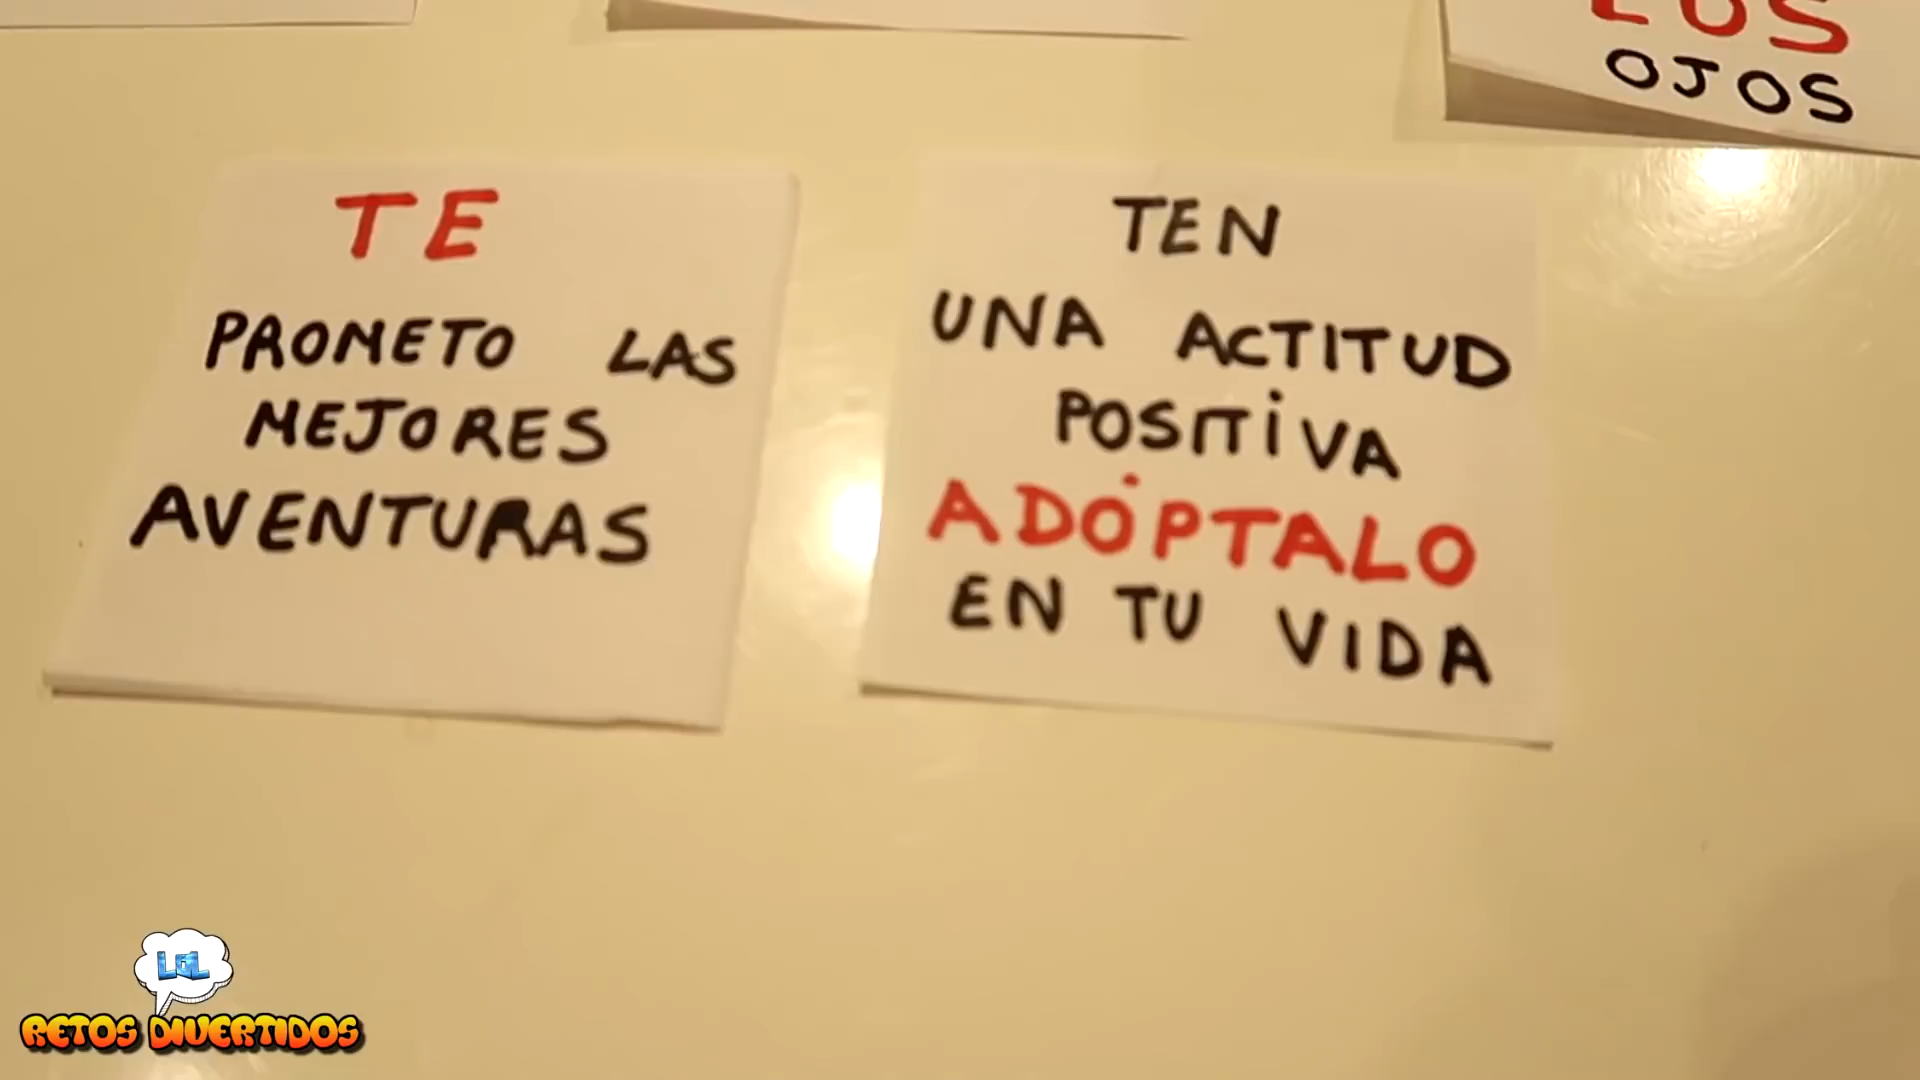 LOS
OJOS
TE
PROMETO LAS
MEJORES
AVENTURAS
TEN
UNA ACTITUD
POSITIVA
ADÓPTALO
EN TU VIDA
LOL
RETOS DIVERTIDOS